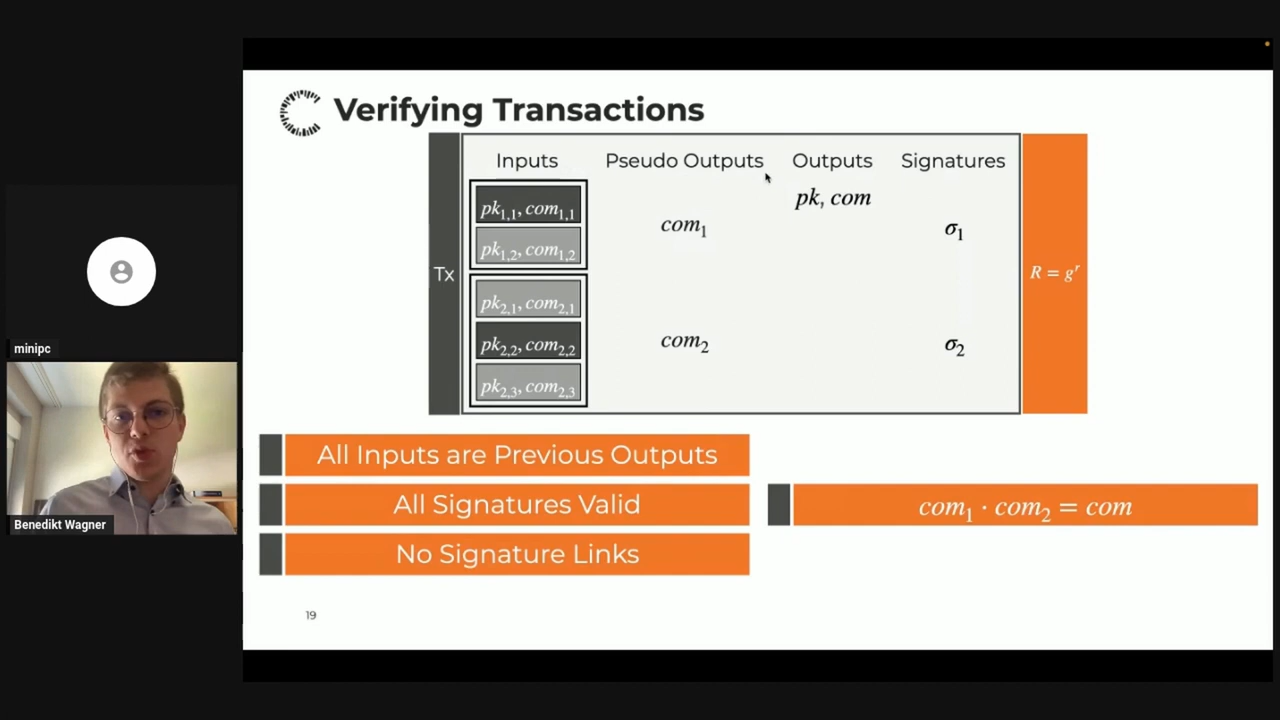 Verifying Transactions
Inputs Pseudo Outputs Outputs Signatures
pk₁,₁, com₁,₁
pk₁,₂, com₁,₂
com₁
pk, com
σ₁
Tx
R = gʳ
pk₂,₁, com₂,₁
pk₂,₂, com₂,₂
pk₂,₃, com₂,₃
com₂
σ₂
All Inputs are Previous Outputs
All Signatures Valid
No Signature Links
com₁ · com₂ = com
19
minipc
Benedikt Wagner